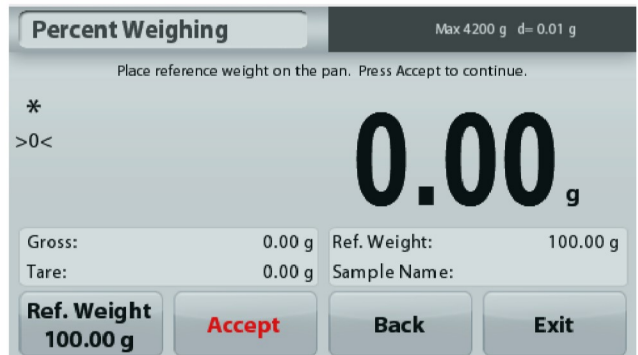 Percent Weighing
Max 4200 g d= 0.01 g
Place reference weight on the pan. Press Accept to continue.
*
>0<
0.00 g
Gross: 0.00 g
Ref. Weight: 100.00 g
Tare: 0.00 g
Sample Name:
Ref. Weight
100.00 g
Accept
Back
Exit